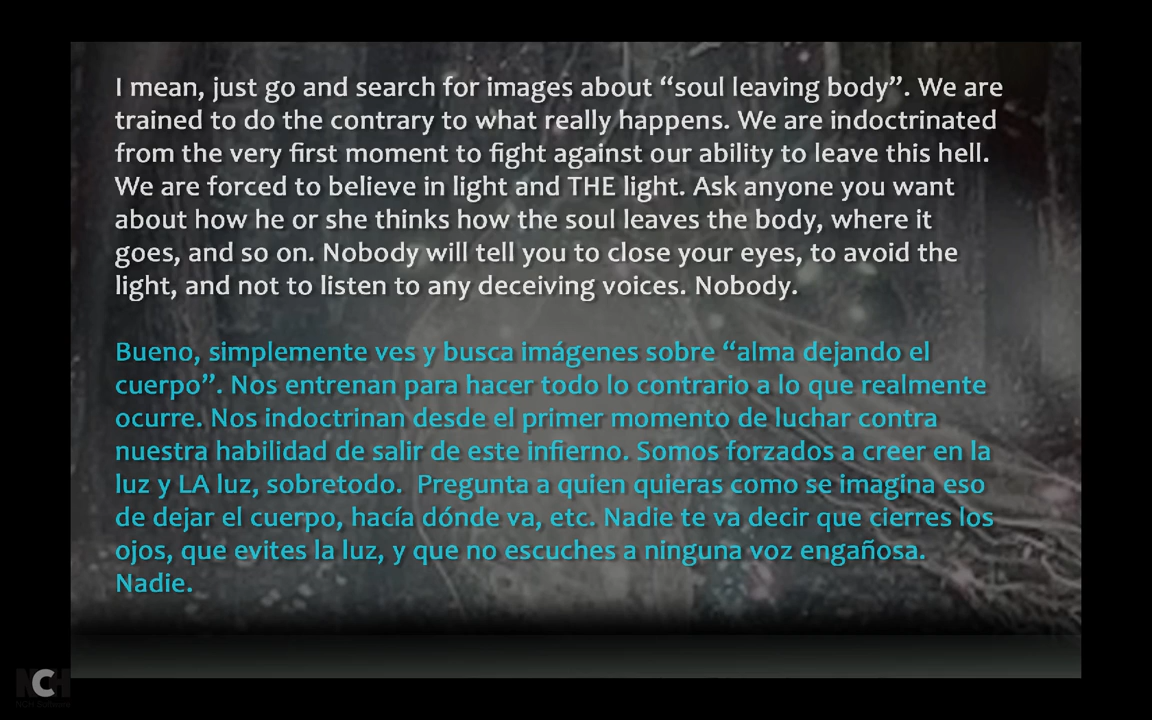 I mean, just go and search for images about “soul leaving body”. We are
trained to do the contrary to what really happens. We are indoctrinated
from the very first moment to fight against our ability to leave this hell.
We are forced to believe in light and THE light. Ask anyone you want
about how he or she thinks how the soul leaves the body, where it
goes, and so on. Nobody will tell you to close your eyes, to avoid the
light, and not to listen to any deceiving voices. Nobody.
Bueno, simplemente ves y busca imágenes sobre “alma dejando el
cuerpo”. Nos entrenan para hacer todo lo contrario a lo que realmente
ocurre. Nos indoctrinan desde el primer momento de luchar contra
nuestra habilidad de salir de este infierno. Somos forzados a creer en la
luz y LA luz, sobretodo. Pregunta a quien quieras como se imagina eso
de dejar el cuerpo, hacía dónde va, etc. Nadie te va decir que cierres los
ojos, que evites la luz, y que no escuches a ninguna voz engañosa.
Nadie.
NCH
NCH Software